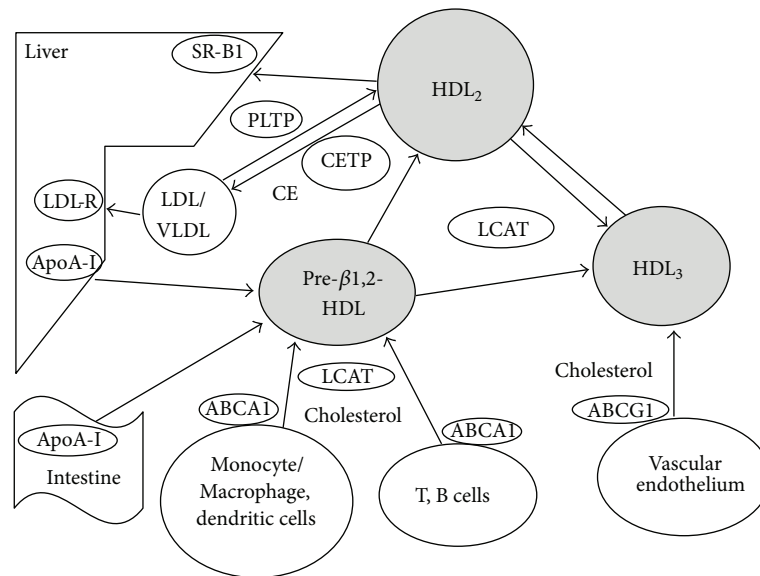 Liver
SR-B1
HDL₂
PLTP
CETP
CE
LDL-R
LDL/
VLDL
LCAT
ApoA-I
Pre-β1,2-
HDL
HDL₃
LCAT
Cholesterol
Cholesterol
ABCA1
ABCA1
ABCG1
ApoA-I
Intestine
Monocyte/
Macrophage,
dendritic cells
T, B cells
Vascular
endothelium